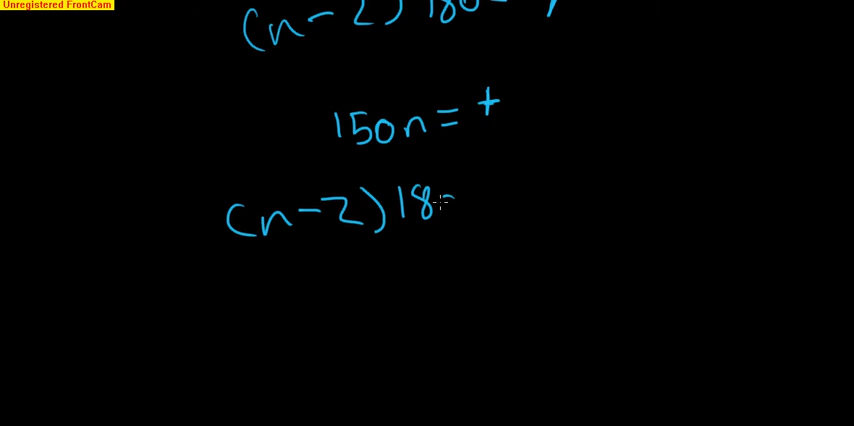 Unregistered FrontCam
(n-2)180=
150n=t
(n-2)18